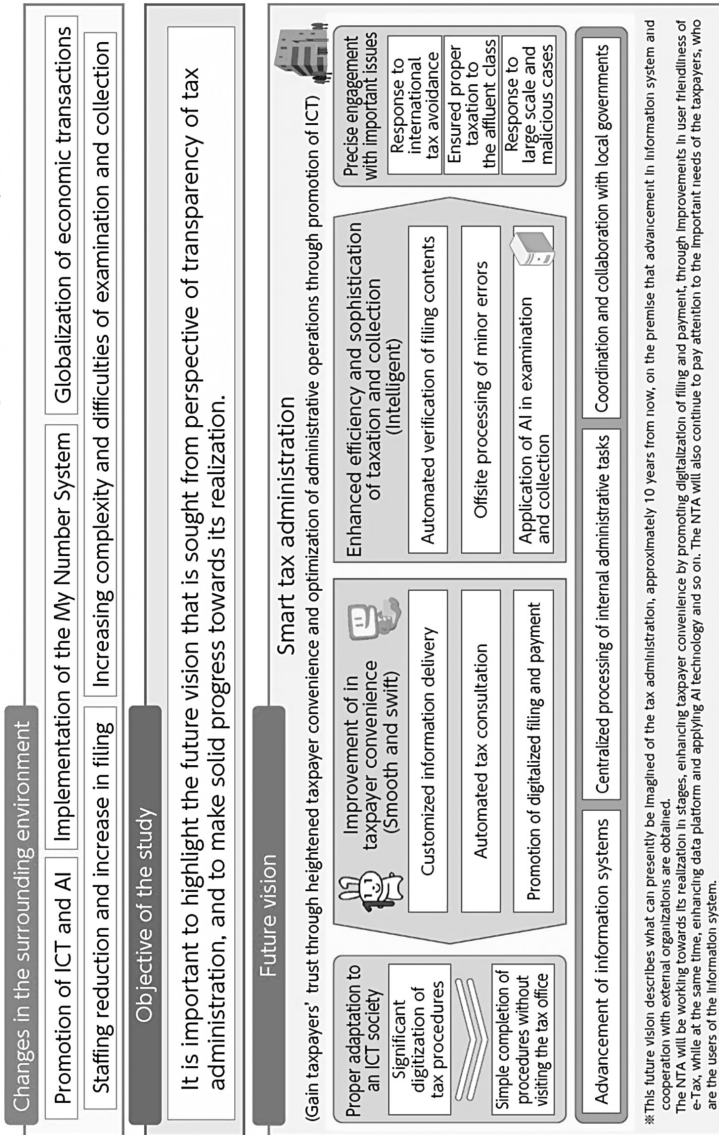 Changes in the surrounding environment
Promotion of ICT and AI
Implementation of the My Number System
Globalization of economic transactions
Staffing reduction and increase in filing
Increasing complexity and difficulties of examination and collection
Objective of the study
It is important to highlight the future vision that is sought from perspective of transparency of tax
administration, and to make solid progress towards its realization.
Future vision
Smart tax administration
(Gain taxpayers' trust through heightened taxpayer convenience and optimization of administrative operations through promotion of ICT)
Proper adaptation to
an ICT society
Significant
digitization of
tax procedures
Simple completion of
procedures without
visiting the tax office
Improvement of in
taxpayer convenience
(Smooth and swift)
Customized information delivery
Automated tax consultation
Promotion of digitalized filing and payment
Enhanced efficiency and sophistication
of taxation and collection
(Intelligent)
Automated verification of filing contents
Offsite processing of minor errors
Application of AI in examination
and collection
Precise engagement
with important issues
Response to
international
tax avoidance
Ensured proper
taxation to
the affluent class
Response to
large scale and
malicious cases
Advancement of information systems
Centralized processing of internal administrative tasks
Coordination and collaboration with local governments
※This future vision describes what can presently be Imagined of the tax administration, approximately 10 years from now, on the premise that advancement In Information system and
cooperation with external organizations are obtained.
The NTA will be working towards Its realization In stages, enhancing taxpayer convenience by promoting digitalization of filing and payment, through Improvements In user friendliness of
e-Tax, while at the same time, enhancing data platform and applying AI technology and so on. The NTA will also continue to pay attention to the Important needs of the taxpayers, who
are the users of the Information system.